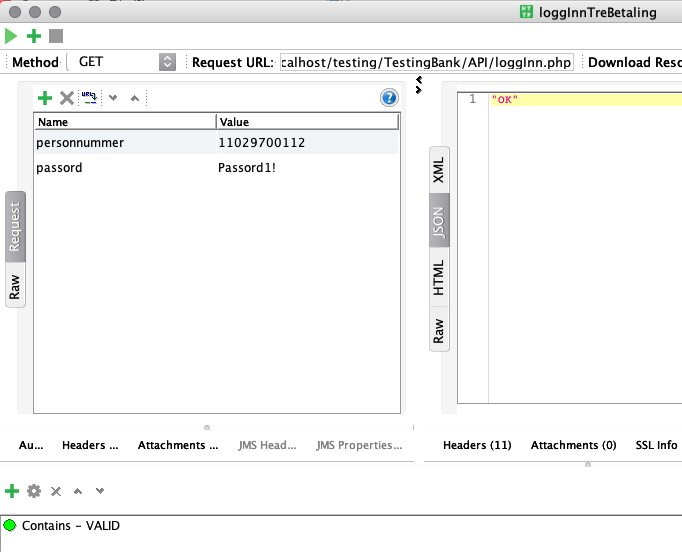 loggInnTreBetaling
Method GET Request URL: calhost/testing/TestingBank/API/loggInn.php Download Resc
Name Value
personnummer 11029700112
passord Passord1!
Request
Raw
1 "OK"
XML
JSON
HTML
Raw
Au... Headers ... Attachments ... JMS Head... JMS Properties...
Headers (11) Attachments (0) SSL Info
Contains - VALID